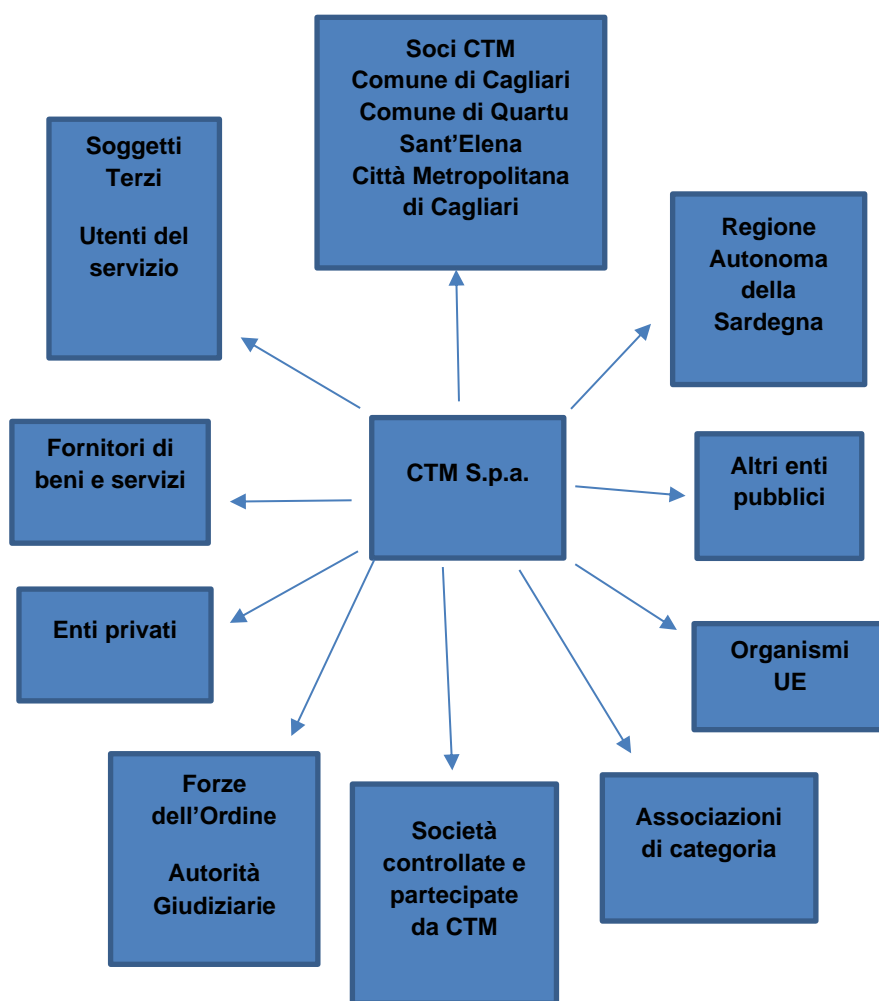 Soci CTM
Comune di Cagliari
Comune di Quartu
Sant’Elena
Città Metropolitana
di Cagliari
Soggetti
Terzi
Utenti del
servizio
Regione
Autonoma
della
Sardegna
Fornitori di
beni e servizi
CTM S.p.a.
Altri enti
pubblici
Enti privati
Organismi
UE
Forze
dell’Ordine
Autorità
Giudiziarie
Società
controllate e
partecipate
da CTM
Associazioni
di categoria